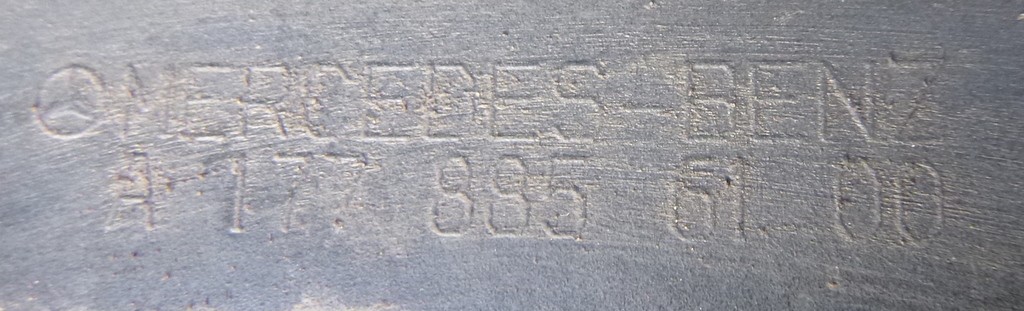 MERCEDES-BENZ
A 177 885 61 00